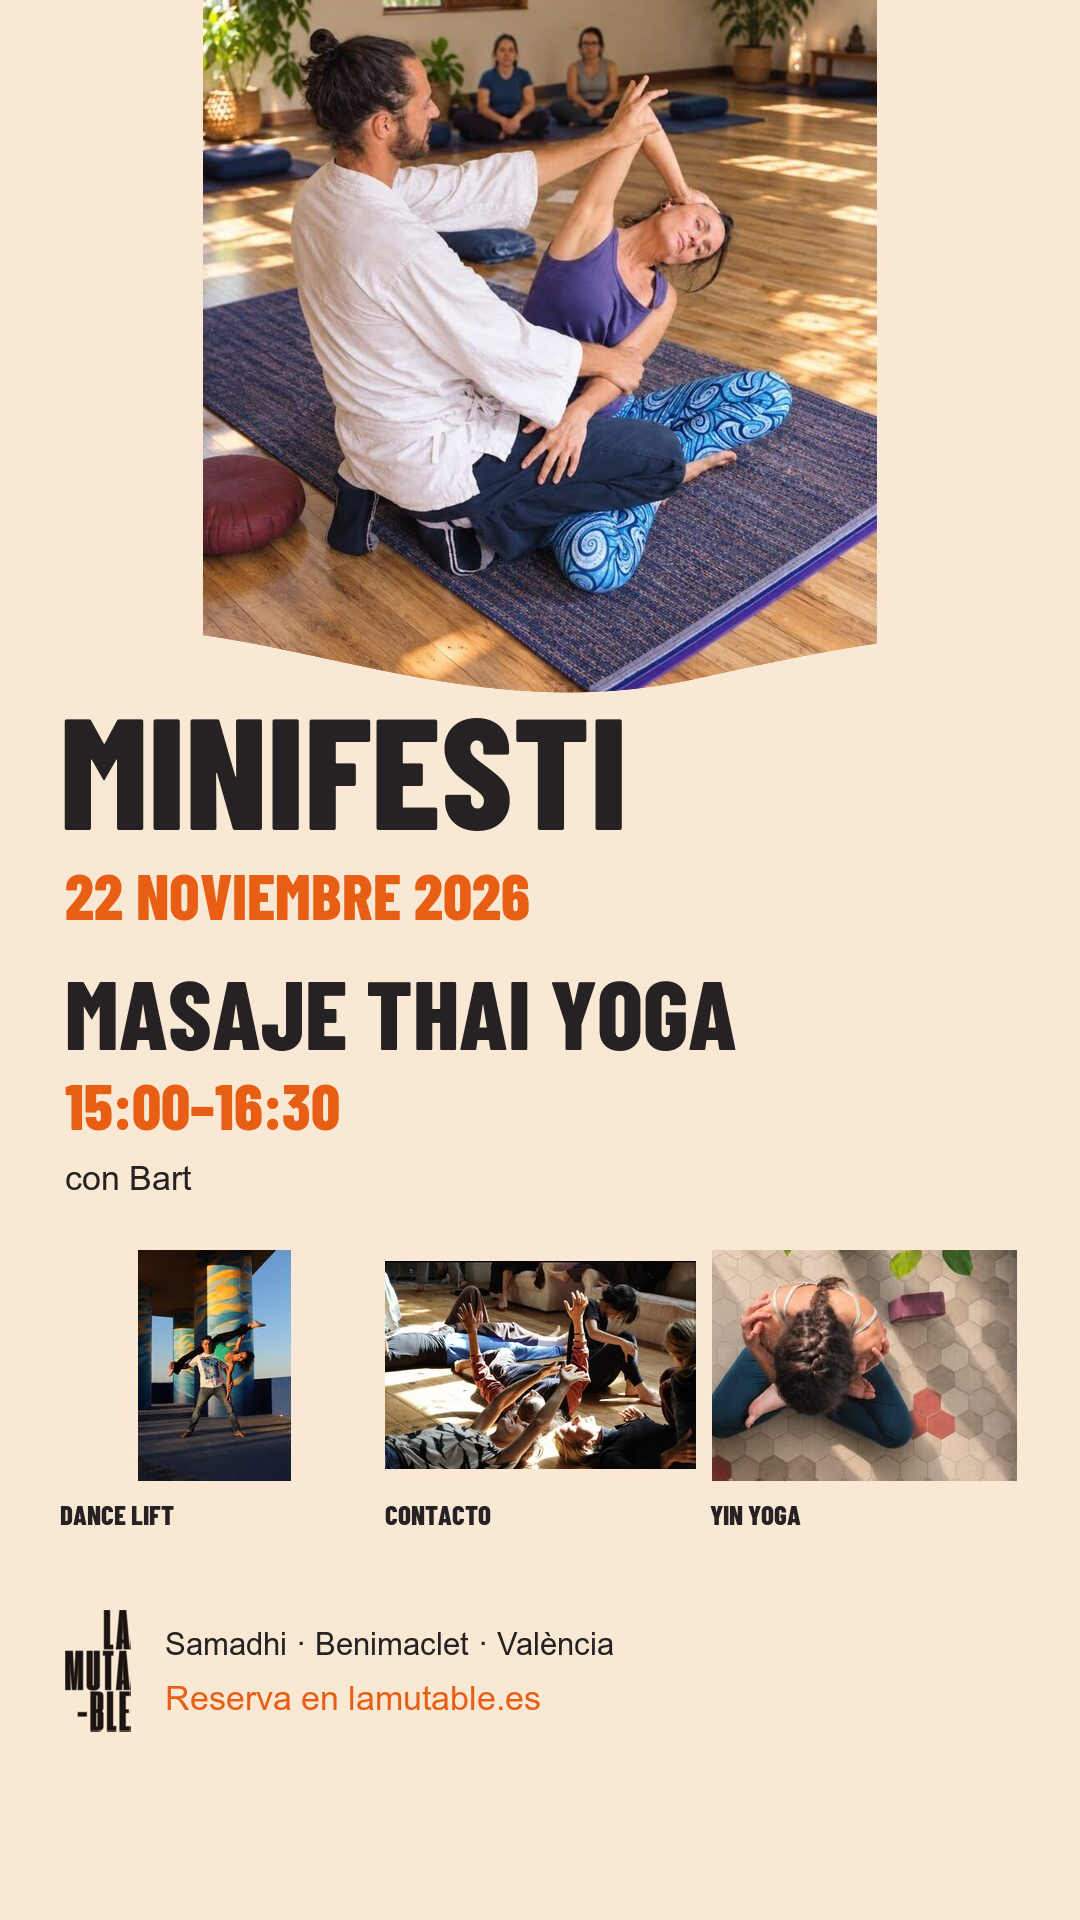 MINIFESTI
22 NOVIEMBRE 2026
MASAJE THAI YOGA
15:00–16:30
con Bart
DANCE LIFT
CONTACTO
YIN YOGA
LA
MUTA
-BLE
Samadhi · Benimaclet · València
Reserva en lamutable.es